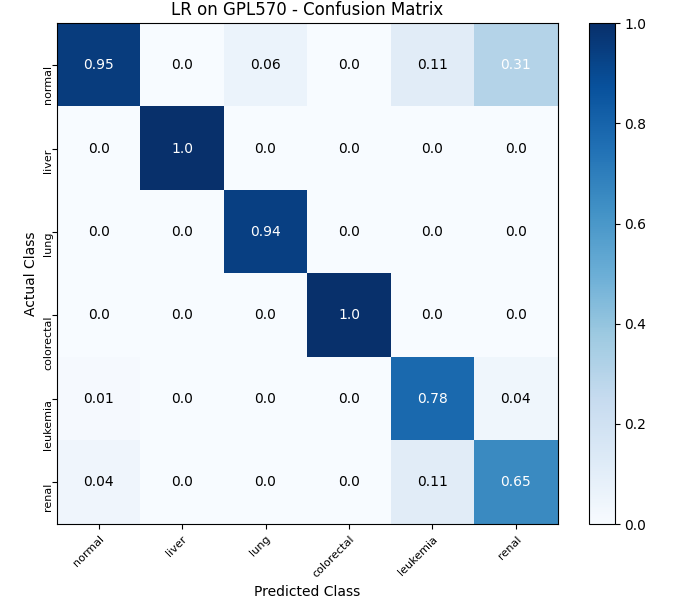 LR on GPL570 - Confusion Matrix
Actual Class
normal 0.95 0.0 0.06 0.0 0.11 0.31
liver 0.0 1.0 0.0 0.0 0.0 0.0
lung 0.0 0.0 0.94 0.0 0.0 0.0
colorectal 0.0 0.0 0.0 1.0 0.0 0.0
leukemia 0.01 0.0 0.0 0.0 0.78 0.04
renal 0.04 0.0 0.0 0.0 0.11 0.65
normal liver lung colorectal leukemia renal
Predicted Class
1.0
0.8
0.6
0.4
0.2
0.0